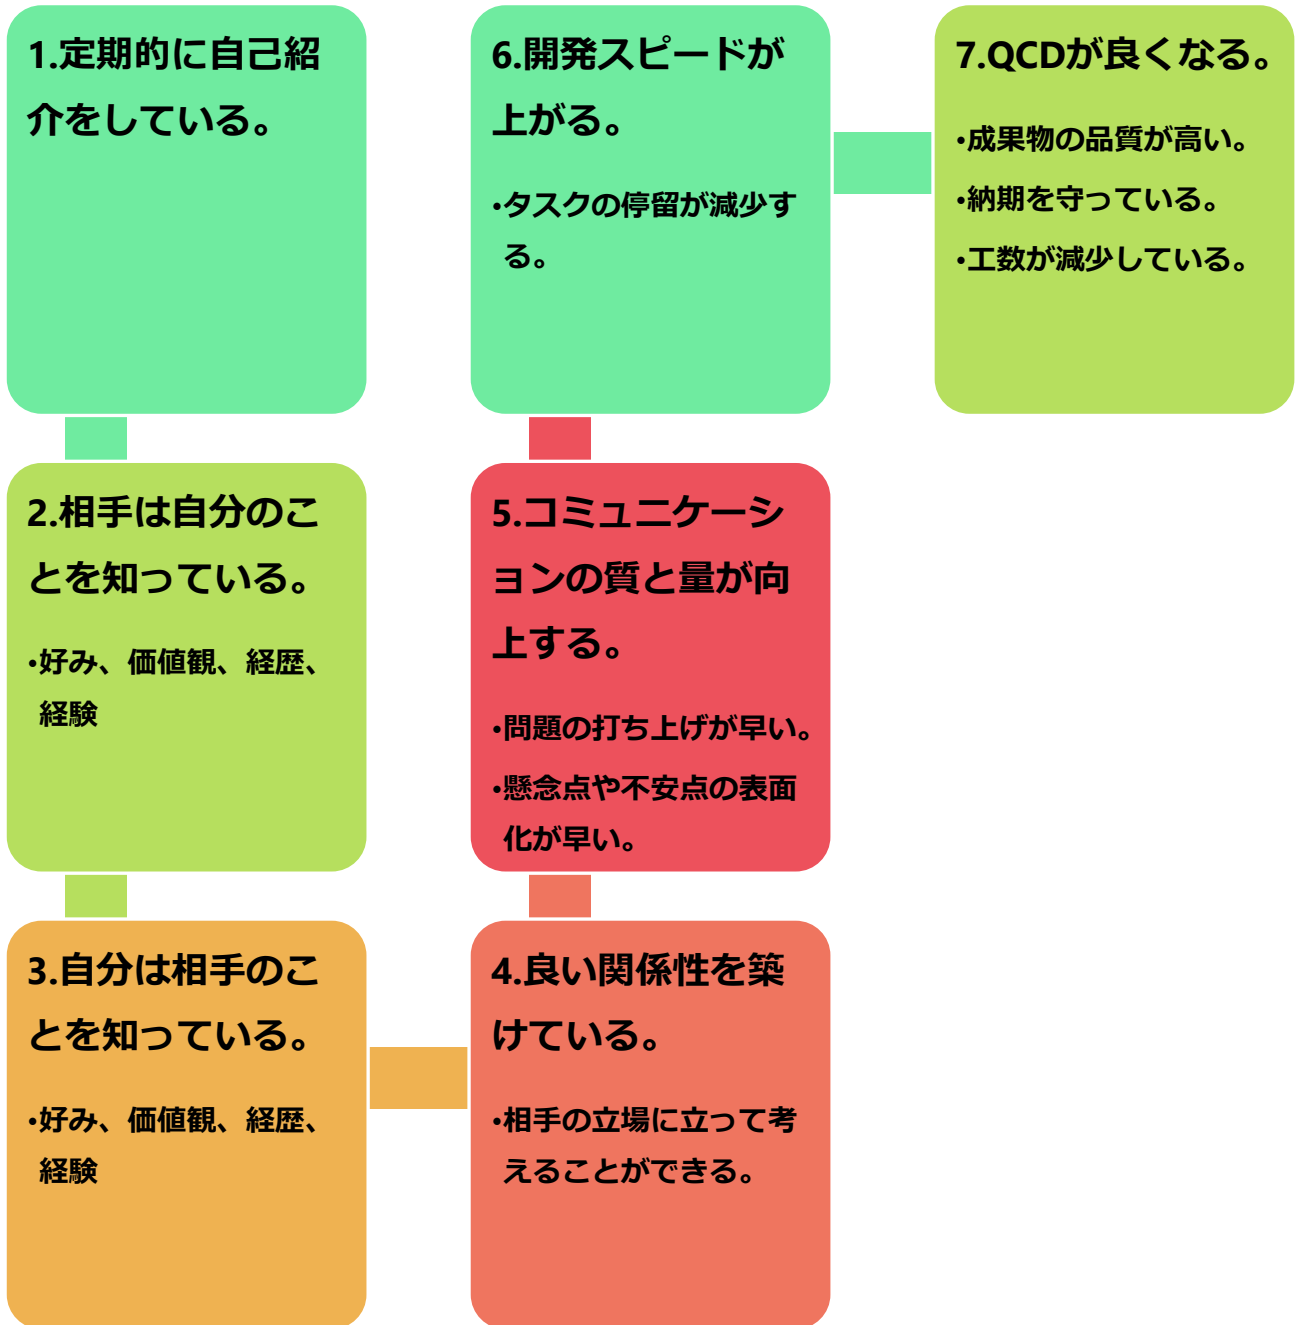 1.定期的に自己紹
介をしている。
2.相手は自分のこ
とを知っている。
・好み、価値観、経歴、
経験
3.自分は相手のこ
とを知っている。
・好み、価値観、経歴、
経験
4.良い関係性を築
けている。
・相手の立場に立って考
えることができる。
5.コミュニケーシ
ョンの質と量が向
上する。
・問題の打ち上げが早い。
・懸念点や不安点の表面
化が早い。
6.開発スピードが
上がる。
・タスクの停留が減少す
る。
7.QCDが良くなる。
・成果物の品質が高い。
・納期を守っている。
・工数が減少している。